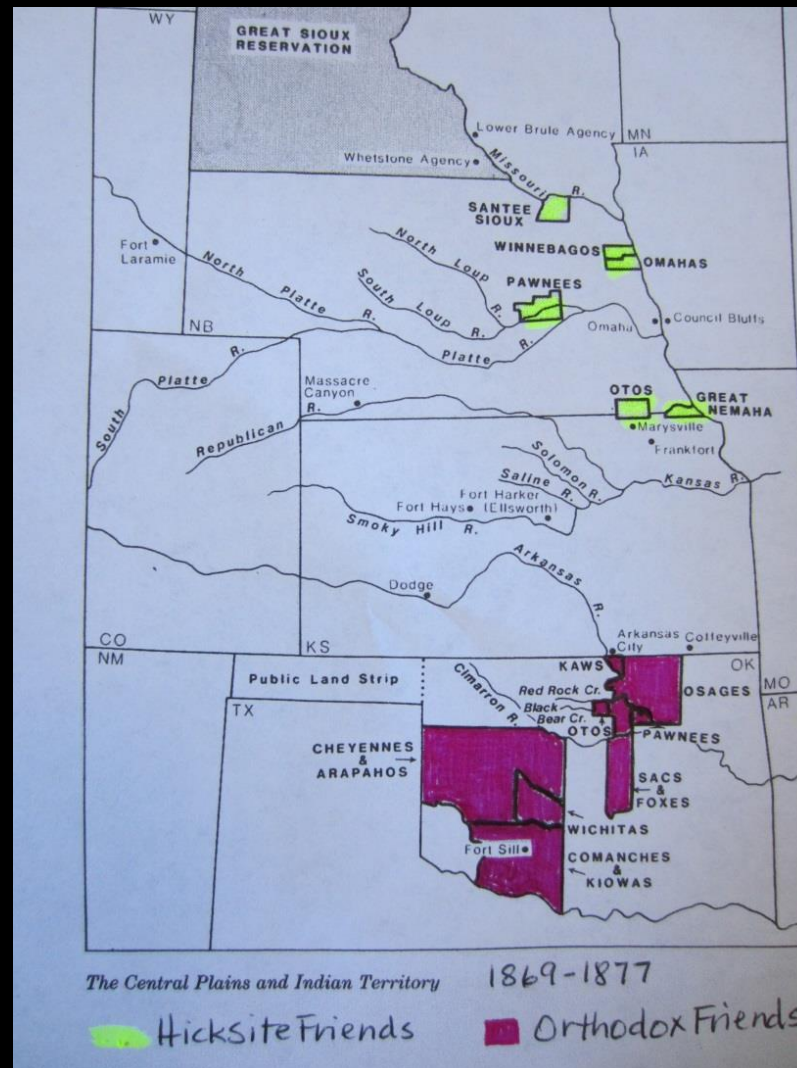 WY
GREAT SIOUX
RESERVATION
Lower Brule Agency
MN
IA
Whetstone Agency
Missouri R.
SANTEE
SIOUX
WINNEBAGOS
OMAHAS
Fort
Laramie
North Platte R.
North Loup R.
South Loup R.
PAWNEES
NB
Platte R.
Omaha
Council Bluffs
South Platte R.
Massacre
Canyon
Republican R.
OTOS
GREAT
NEMAHA
Marysville
Frankfort
Solomon R.
Saline R.
Kansas R.
Fort Harker
(Ellsworth)
Fort Hays
Smoky Hill R.
Arkansas R.
Dodge
CO
NM
KS
Arkansas
City
Coffeyville
OK
MO
AR
Public Land Strip
TX
Cimarron R.
KAWS
Red Rock Cr.
Black
Bear Cr.
OTOS
OSAGES
PAWNEES
CHEYENNES
&
ARAPAHOS
SACS
&
FOXES
WICHITAS
Fort Sill
COMANCHES
&
KIOWAS
The Central Plains and Indian Territory 1869-1877
Hicksite Friends
Orthodox Friends